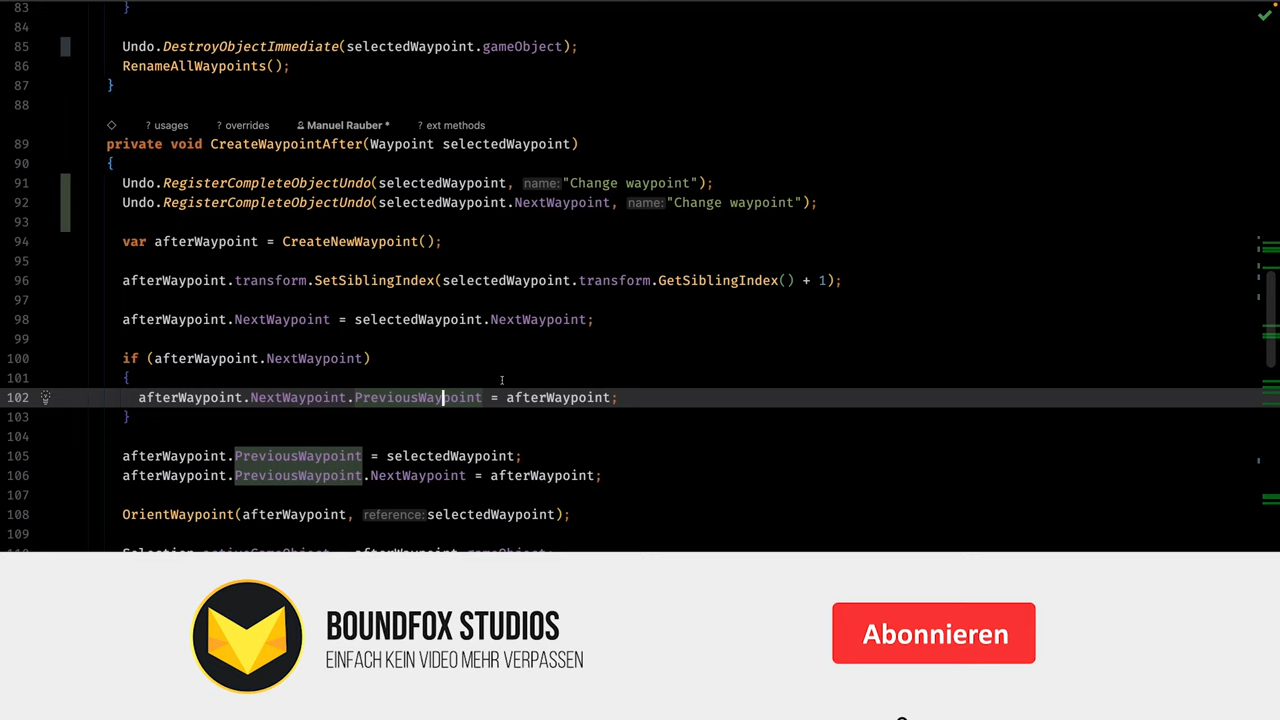 83 }
84
85 Undo.DestroyObjectImmediate(selectedWaypoint.gameObject);
86 RenameAllWaypoints();
87 }
88
? usages ? overrides Manuel Rauber * ? ext methods
89 private void CreateWaypointAfter(Waypoint selectedWaypoint)
90 {
91 Undo.RegisterCompleteObjectUndo(selectedWaypoint, name:"Change waypoint");
92 Undo.RegisterCompleteObjectUndo(selectedWaypoint.NextWaypoint, name:"Change waypoint");
93
94 var afterWaypoint = CreateNewWaypoint();
95
96 afterWaypoint.transform.SetSiblingIndex(selectedWaypoint.transform.GetSiblingIndex() + 1);
97
98 afterWaypoint.NextWaypoint = selectedWaypoint.NextWaypoint;
99
100 if (afterWaypoint.NextWaypoint)
101 {
102 afterWaypoint.NextWaypoint.PreviousWaypoint = afterWaypoint;
103 }
104
105 afterWaypoint.PreviousWaypoint = selectedWaypoint;
106 afterWaypoint.PreviousWaypoint.NextWaypoint = afterWaypoint;
107
108 OrientWaypoint(afterWaypoint, reference:selectedWaypoint);
109
BOUNDFOX STUDIOS
EINFACH KEIN VIDEO MEHR VERPASSEN
Abonnieren